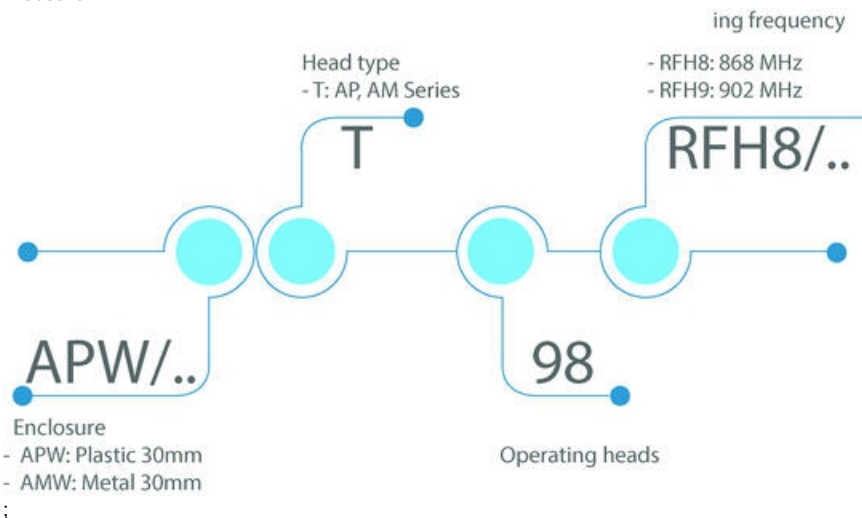 ing frequency
Head type
- T: AP, AM Series
- RFH8: 868 MHz
- RFH9: 902 MHz
T
RFH8/..
APW/..
98
Enclosure
- APW: Plastic 30mm
- AMW: Metal 30mm
Operating heads
;